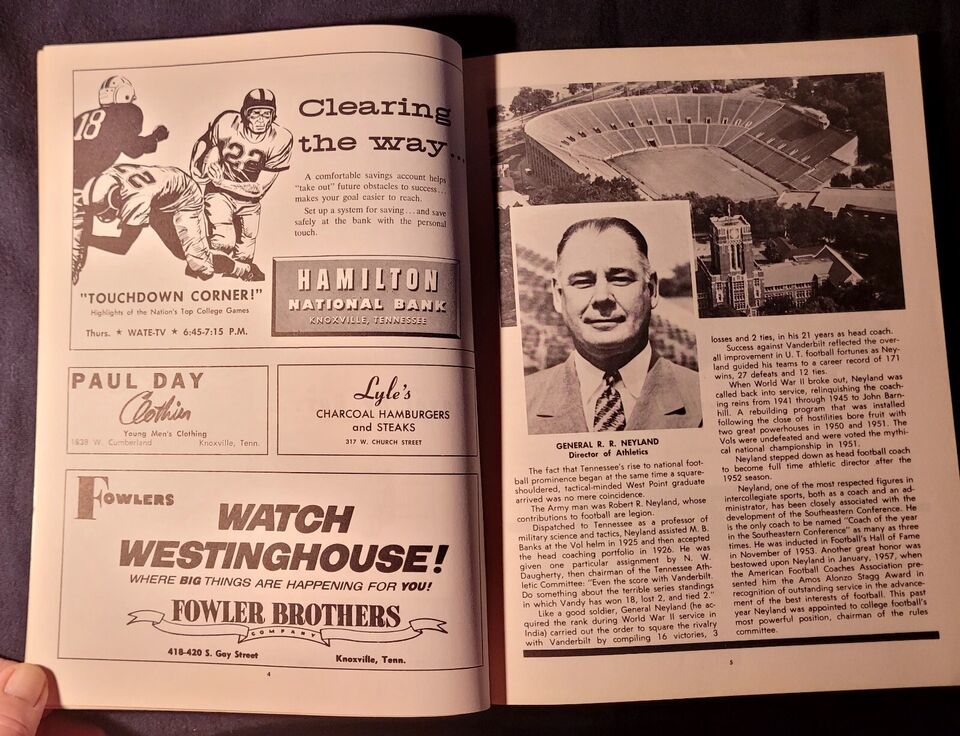 18
22
22
Clearing
the way...
A comfortable savings account helps
"take out" future obstacles to success...
makes your goal easier to reach.
Set up a system for saving...and save
safely at the bank with the personal
touch.
"TOUCHDOWN CORNER!"
Highlights of the Nation's Top College Games
Thurs. ★ WATE-TV ★ 6:45-7:15 P.M.
HAMILTON
NATIONAL BANK
KNOXVILLE, TENNESSEE
PAUL DAY
Clothier
Young Men's Clothing
1838 W. Cumberland Knoxville, Tenn.
Lyle's
CHARCOAL HAMBURGERS
and STEAKS
317 W. CHURCH STREET
FOWLERS
WATCH
WESTINGHOUSE!
WHERE BIG THINGS ARE HAPPENING FOR YOU!
FOWLER BROTHERS
COMPANY
418-420 S. Gay Street Knoxville, Tenn.
4
GENERAL R. R. NEYLAND
Director of Athletics
The fact that Tennessee's rise to national foot-
ball prominence began at the same time a square-
shouldered, tactical-minded West Point graduate
arrived was no mere coincidence.
The Army man was Robert R. Neyland, whose
contributions to football are legion.
Dispatched to Tennessee as a professor of
military science and tactics, Neyland assisted M. B.
Banks at the Vol helm in 1925 and then accepted
the head coaching portfolio in 1926. He was
given one particular assignment by N. W.
Daugherty, then chairman of the Tennessee Ath-
letic Committee: "Even the score with Vanderbilt.
Do something about the terrible series standings
in which Vandy has won 18, lost 2, and tied 2."
Like a good soldier, General Neyland (he ac-
quired the rank during World War II service in
India) carried out the order to square the rivalry
with Vanderbilt by compiling 16 victories, 3
losses and 2 ties, in his 21 years as head coach.
Success against Vanderbilt reflected the over-
all improvement in U. T. football fortunes as Ney-
land guided his teams to a career record of 171
wins, 27 defeats and 12 ties.
When World War II broke out, Neyland was
called back into service, relinquishing the coach-
ing reins from 1941 through 1945 to John Barn-
hill. A rebuilding program that was installed
following the close of hostilities bore fruit with
two great powerhouses in 1950 and 1951. The
Vols were undefeated and were voted the mythi-
cal national championship in 1951.
Neyland stepped down as head football coach
to become full time athletic director after the
1952 season.
Neyland, one of the most respected figures in
intercollegiate sports, both as a coach and an ad-
ministrator, has been closely associated with the
development of the Southeastern Conference. He
is the only coach to be named "Coach of the year
in the Southeastern Conference" as many as three
times. He was inducted in Football's Hall of Fame
in November of 1953. Another great honor was
bestowed upon Neyland in January, 1957, when
the American Football Coaches Association pre-
sented him the Amos Alonzo Stagg Award in
recognition of outstanding service in the advance-
ment of the best interests of football. This past
year Neyland was appointed to college football's
most powerful position, chairman of the rules
committee.
5